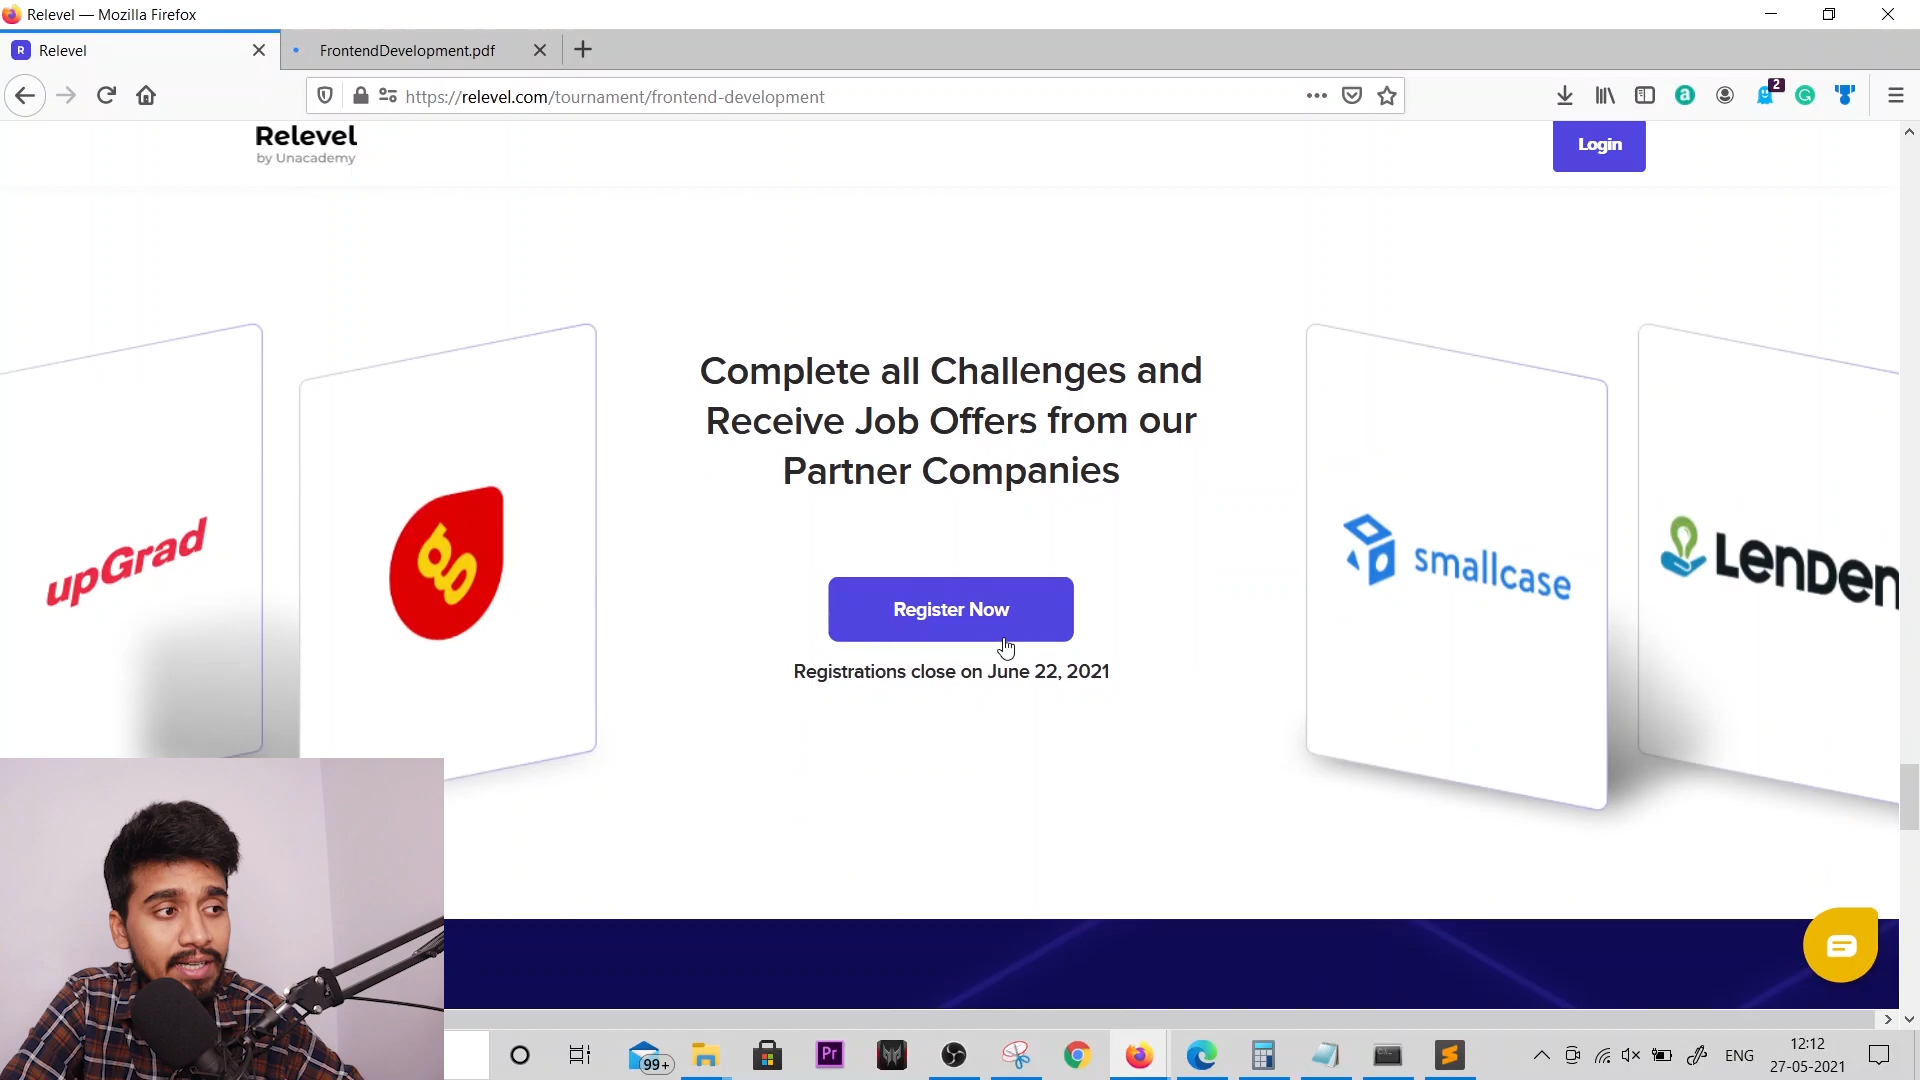 Relevel — Mozilla Firefox
Relevel
FrontendDevelopment.pdf
https://relevel.com/tournament/frontend-development
2
Relevel
by Unacademy
Login
Complete all Challenges and
Receive Job Offers from our
Partner Companies
upGrad
smallcase
LenDen
Register Now
Registrations close on June 22, 2021
99+
Pr
ENG
12:12
27-05-2021